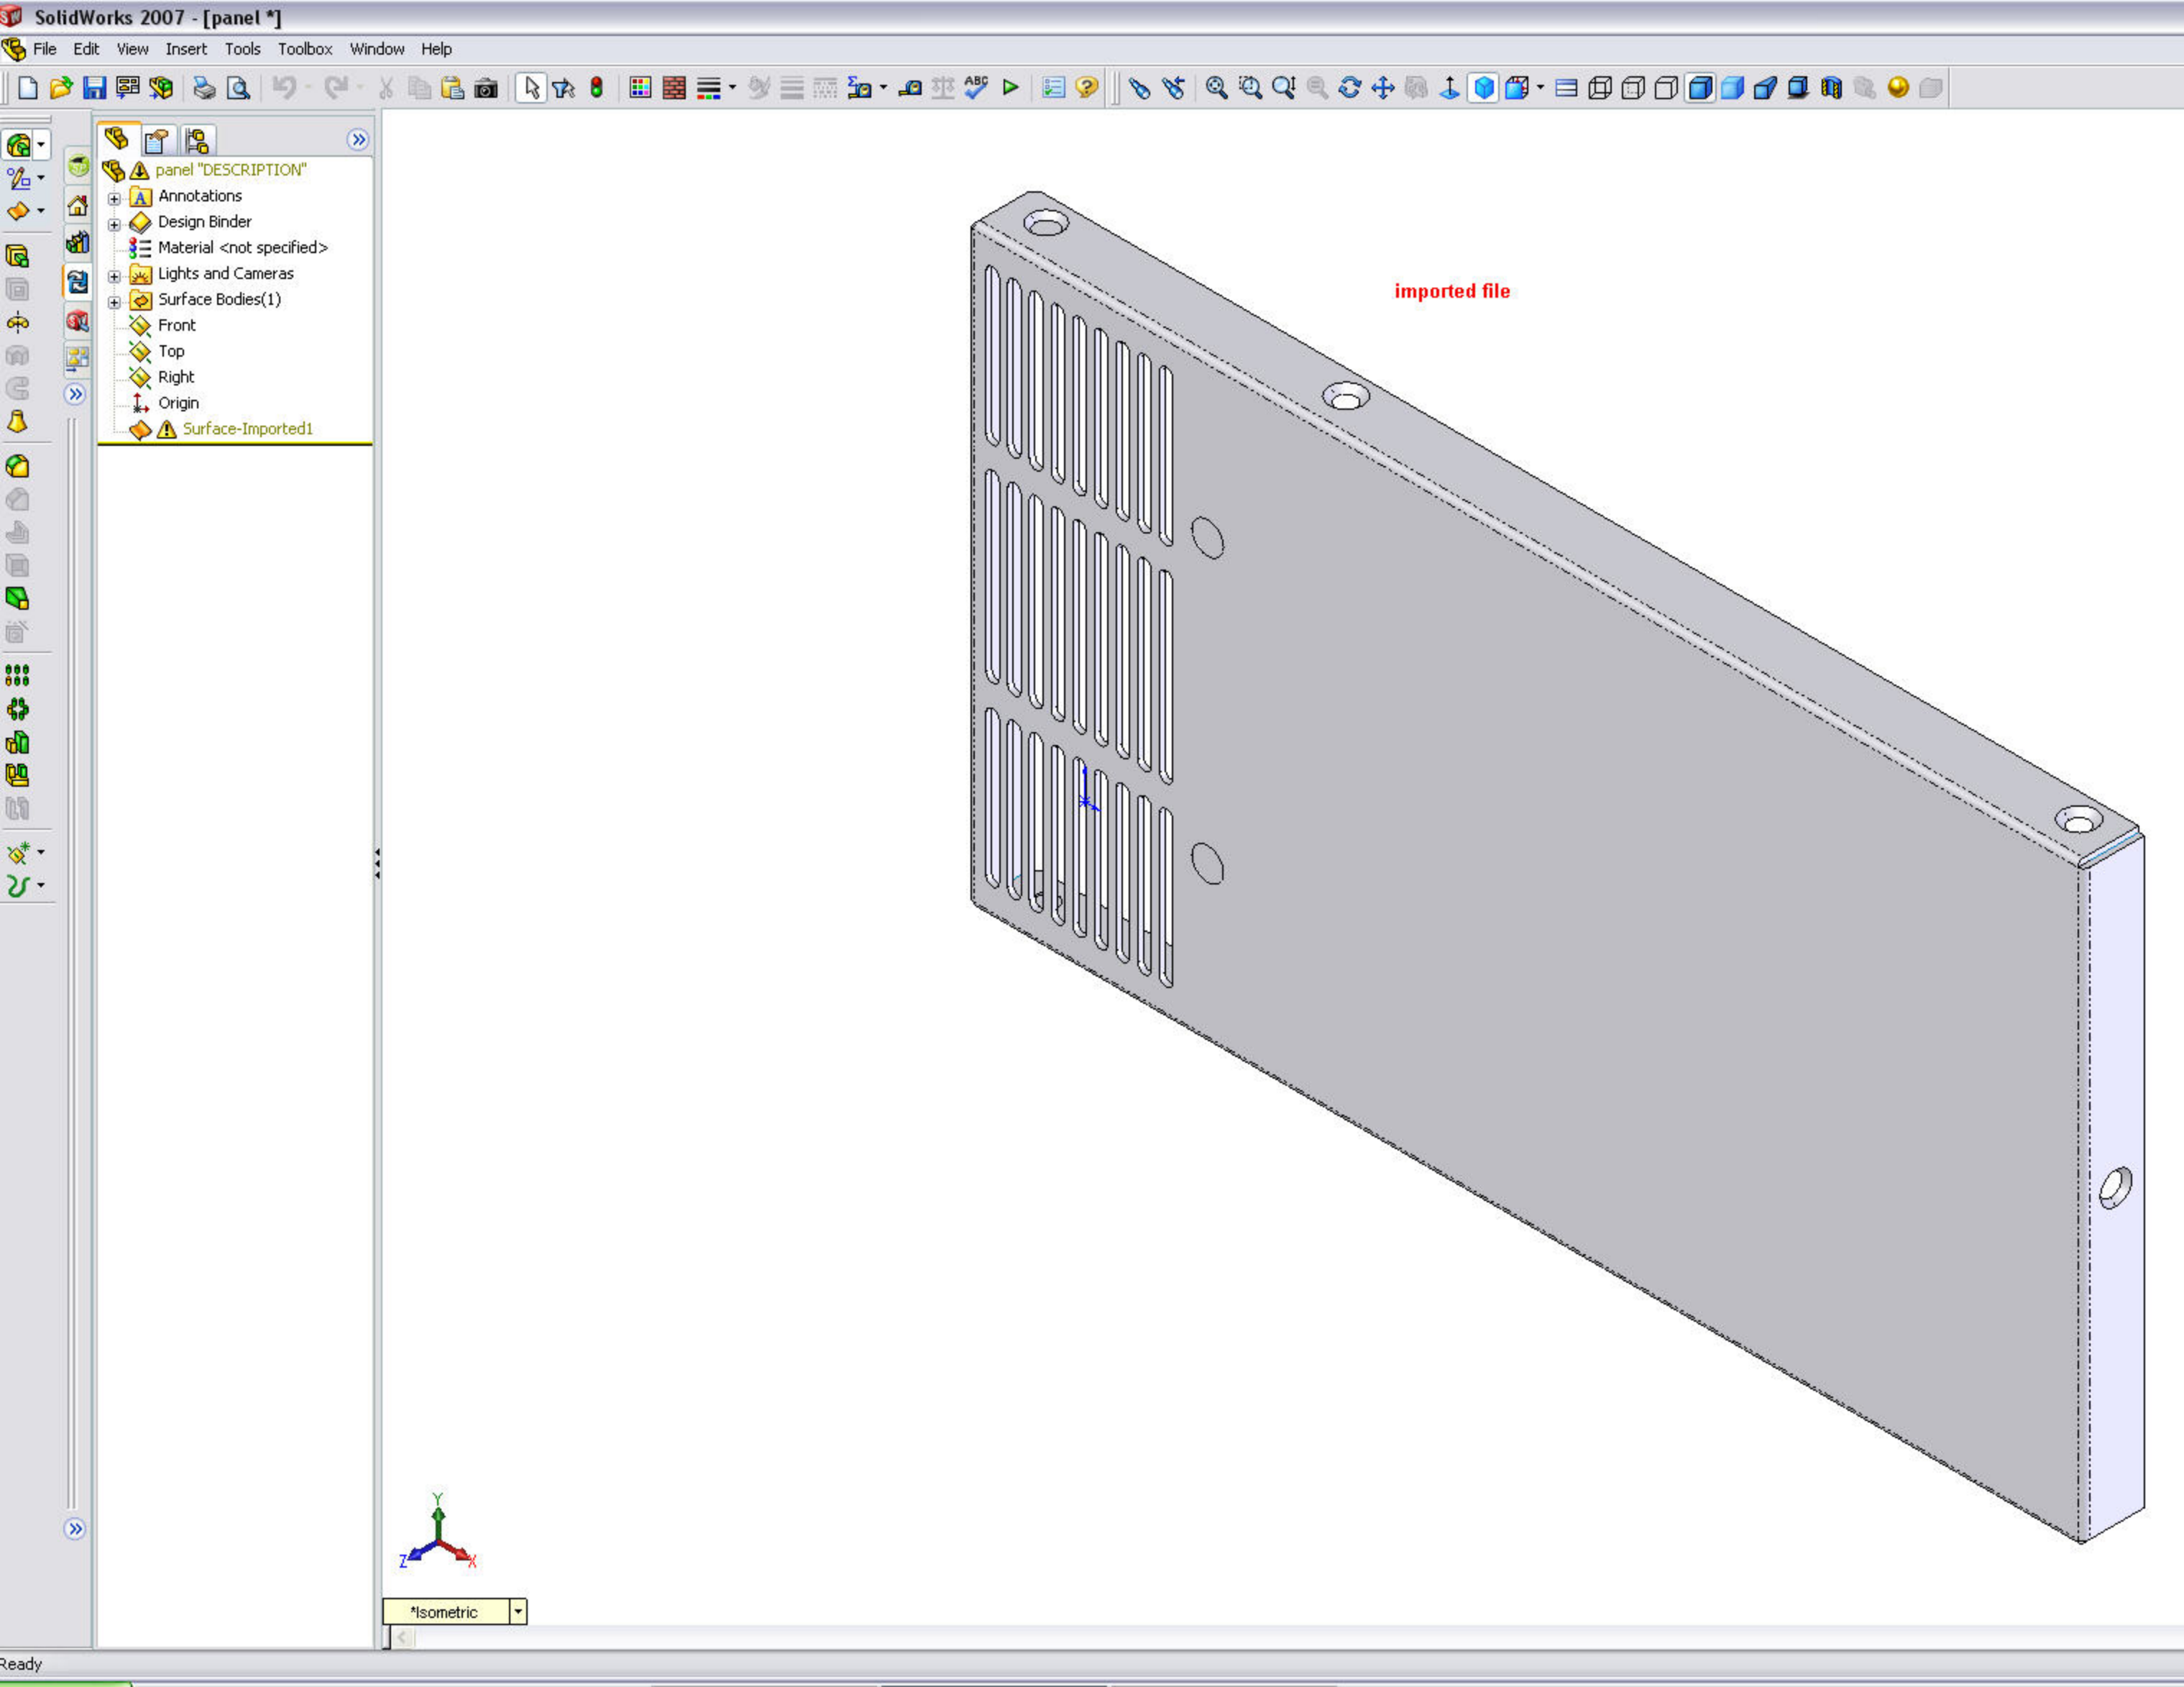 SolidWorks 2007 - [panel *]
File Edit View Insert Tools Toolbox Window Help
ABC
panel "DESCRIPTION"
A Annotations
Design Binder
Material <not specified>
Lights and Cameras
Surface Bodies(1)
Front
Top
Right
Origin
Surface-Imported1
imported file
Y
Z X
*Isometric
Ready